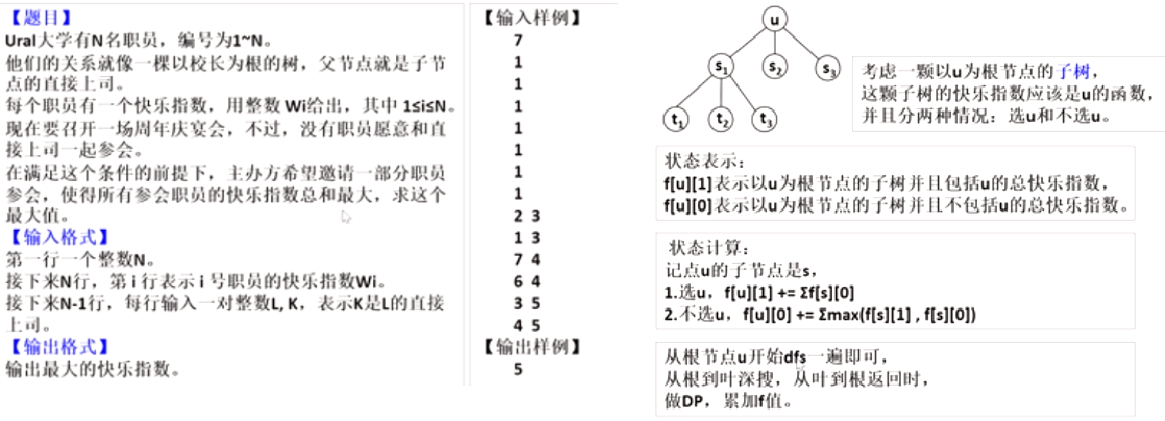 【题目】
Ural大学有N名职员，编号为1~N。
他们的关系就像一棵以校长为根的树，父节点就是子节
点的直接上司。
每个职员有一个快乐指数，用整数 Wi给出，其中 1≤i≤N。
现在要召开一场周年庆宴会，不过，没有职员愿意和直
接上司一起参会。
在满足这个条件的前提下，主办方希望邀请一部分职员
参会，使得所有参会职员的快乐指数总和最大，求这个
最大值。
【输入格式】
第一行一个整数N。
接下来N行，第 i 行表示 i 号职员的快乐指数Wi。
接下来N-1行，每行输入一对整数L, K，表示K是L的直接
上司。
【输出格式】
输出最大的快乐指数。
【输入样例】
7
1
1
1
1
1
1
1
2 3
1 3
7 4
6 4
3 5
4 5
【输出样例】
5
u
s1 s2 s3
t1 t2 t3
考虑一颗以u为根节点的子树，
这颗子树的快乐指数应该是u的函数，
并且分两种情况：选u和不选u。
状态表示：
f[u][1]表示以u为根节点的子树并且包括u的总快乐指数，
f[u][0]表示以u为根节点的子树并且不包括u的总快乐指数。
状态计算：
记点u的子节点是s，
1.选u，f[u][1] += Σf[s][0]
2.不选u，f[u][0] += Σmax(f[s][1] , f[s][0])
从根节点u开始dfs一遍即可，
从根到叶深搜，从叶到根返回时，
做DP，累加f值。